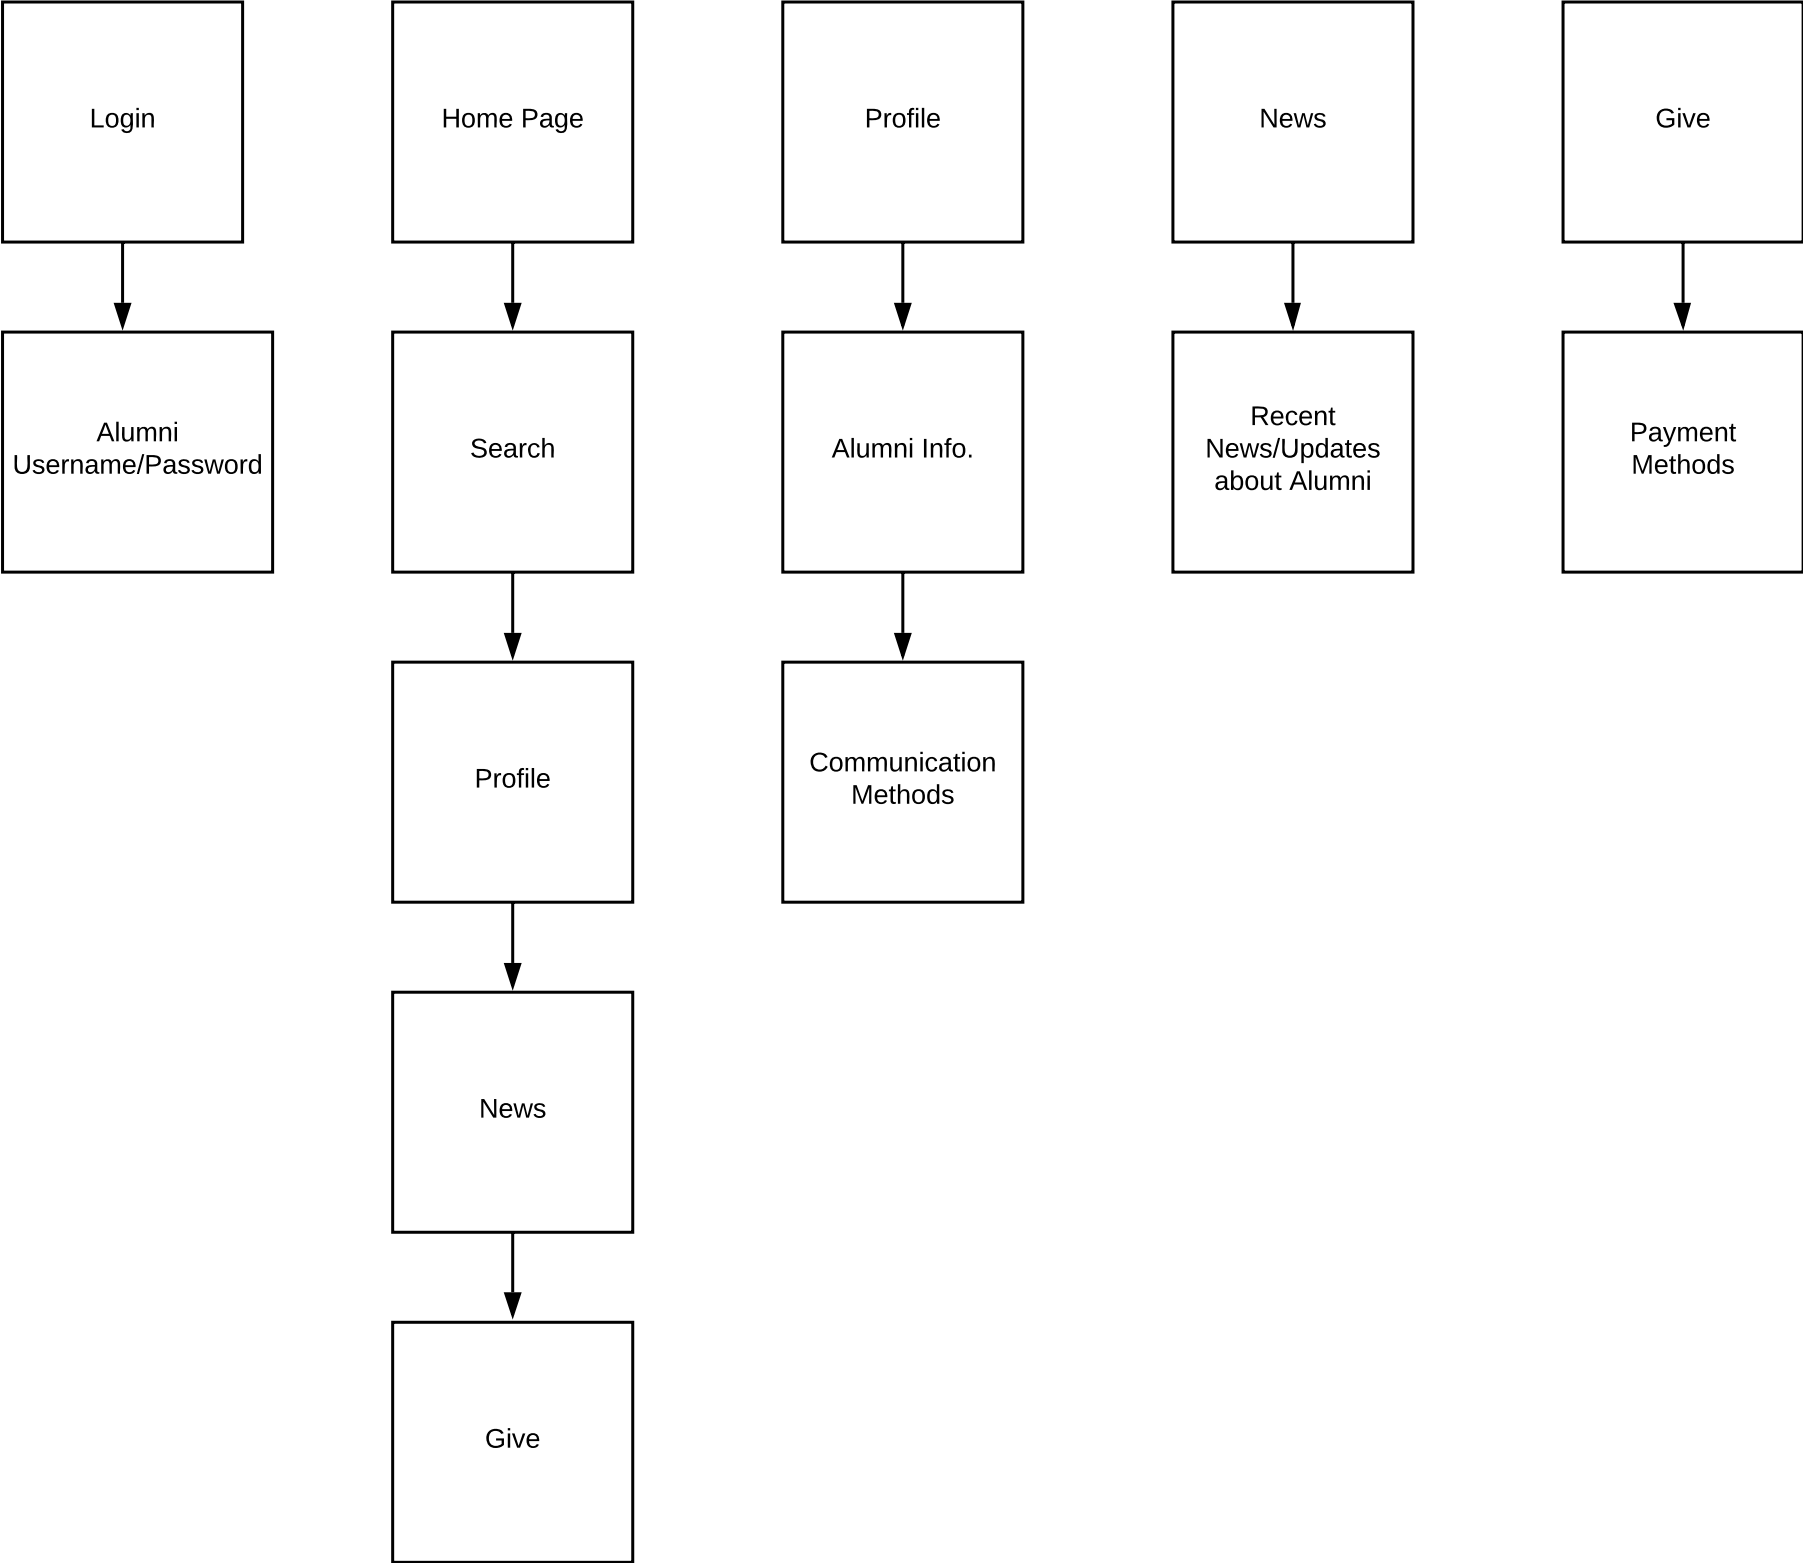 Login
Home Page
Profile
News
Give
Alumni
Username/Password
Search
Alumni Info.
Recent
News/Updates
about Alumni
Payment
Methods
Profile
Communication
Methods
News
Give